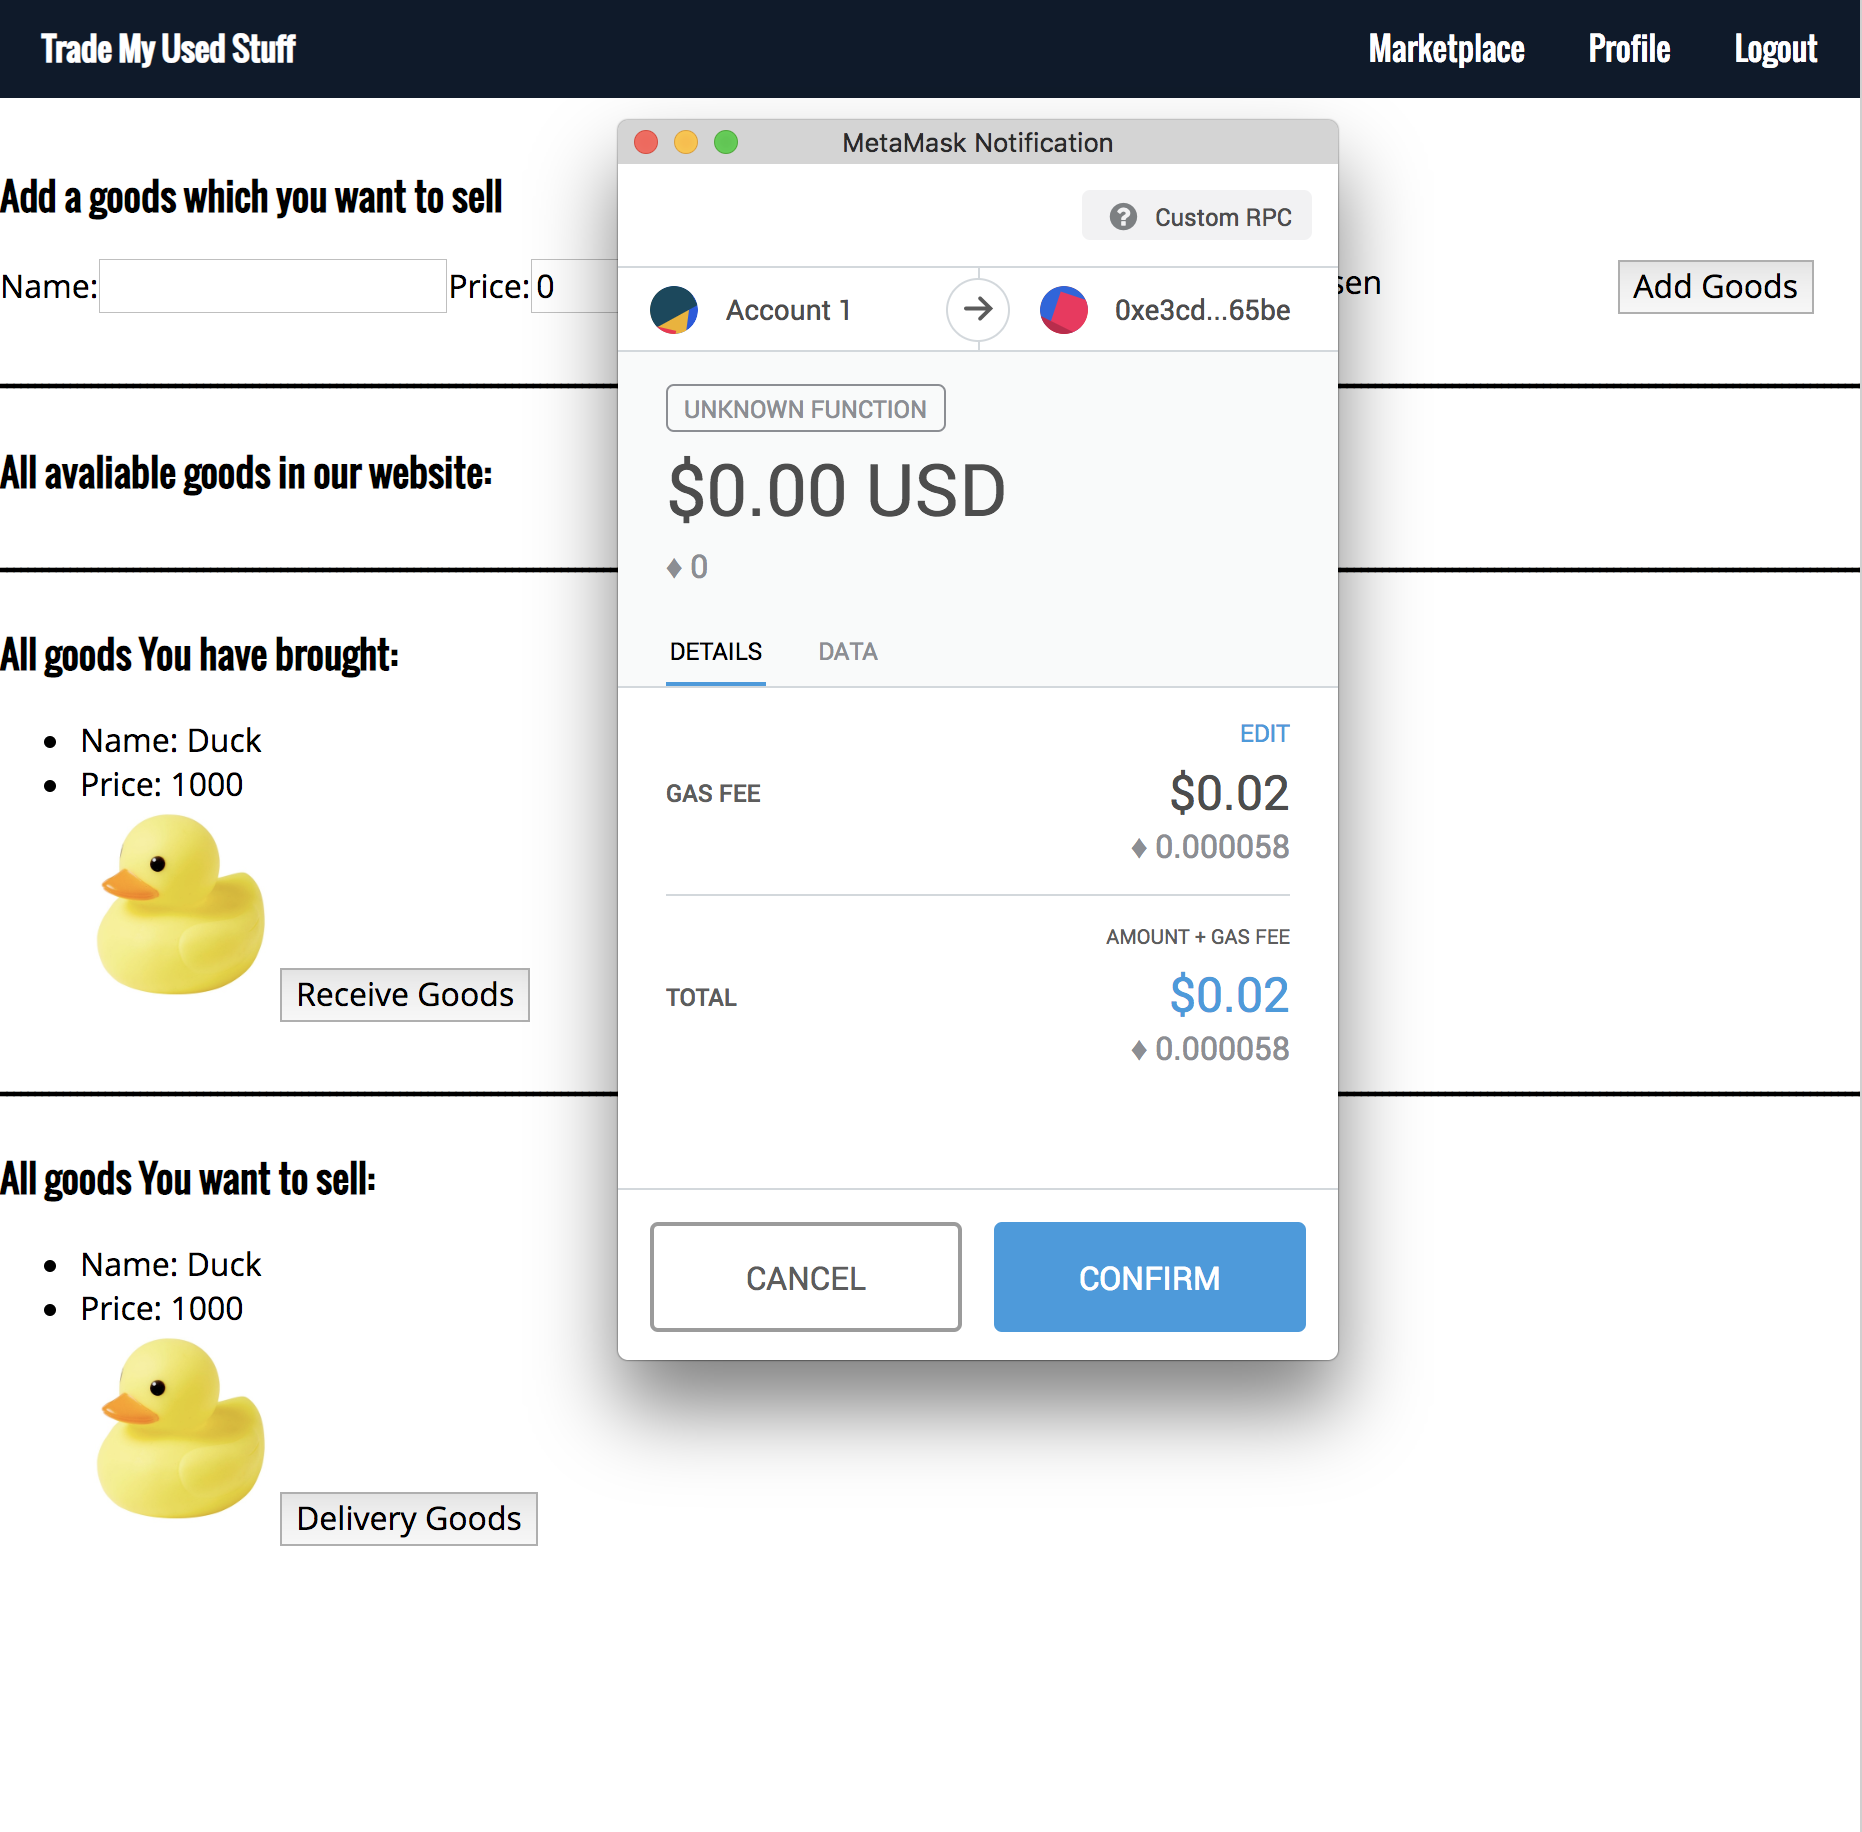 Trade My Used Stuff
Marketplace Profile Logout
Add a goods which you want to sell
Name: Price: 0
Add Goods
All avaliable goods in our website:
All goods You have brought:
Name: Duck
Price: 1000
Receive Goods
All goods You want to sell:
Name: Duck
Price: 1000
Delivery Goods
MetaMask Notification
Custom RPC
Account 1 0xe3cd...65be
UNKNOWN FUNCTION
$0.00 USD
♦ 0
DETAILS DATA
EDIT
GAS FEE $0.02
♦ 0.000058
AMOUNT + GAS FEE
TOTAL $0.02
♦ 0.000058
CANCEL CONFIRM